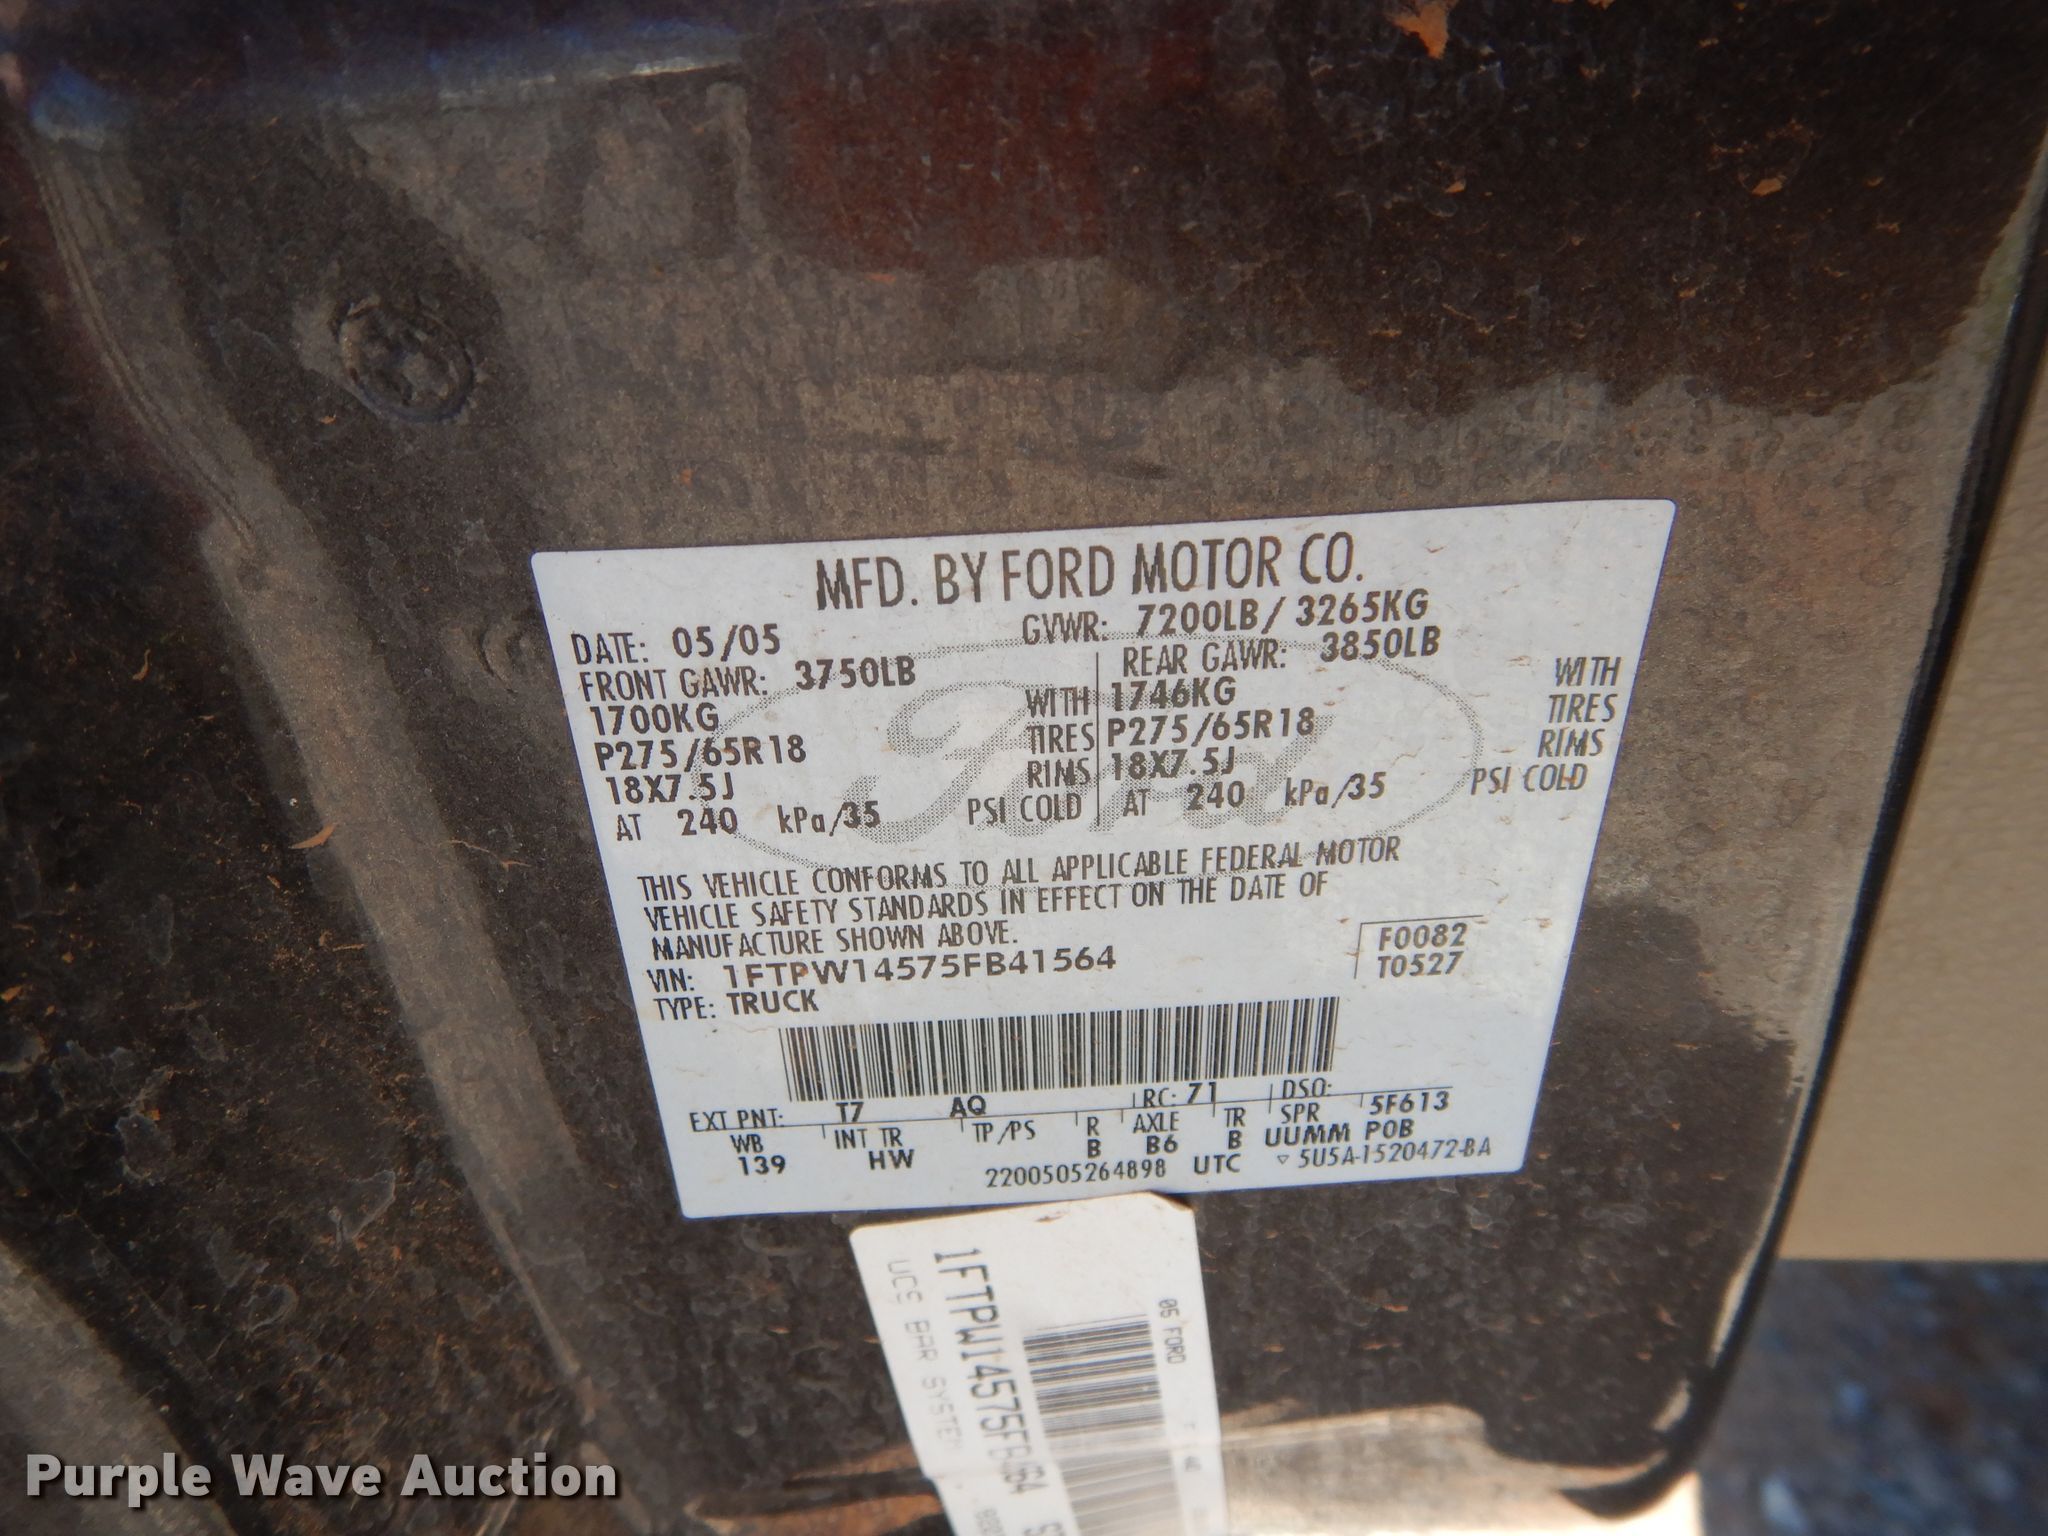 MFD. BY FORD MOTOR CO.
DATE: 05/05 GVWR: 7200LB/ 3265KG
FRONT GAWR: 3750LB REAR GAWR: 3850LB
1700KG WITH 1746KG WITH
P275/65R18 TIRES P275/65R18 TIRES
18X7.5J RIMS 18X7.5J RIMS
AT 240 kPa/35 PSI COLD AT 240 kPa/35 PSI COLD
Ford
THIS VEHICLE CONFORMS TO ALL APPLICABLE FEDERAL MOTOR
VEHICLE SAFETY STANDARDS IN EFFECT ON THE DATE OF
MANUFACTURE SHOWN ABOVE.
VIN: 1FTPW14575FB41564
TYPE: TRUCK
F0082
T0527
EXT PNT: T7 AQ RC: 71 DSO:
WB INT TR TP/PS R AXLE TR SPR 5F613
139 HW B B6 B UUMM POB
2200505264898 UTC ▽ 5U5A-1520472-BA
05 FORD
UCS BAR SYSTEM
Purple Wave Auction